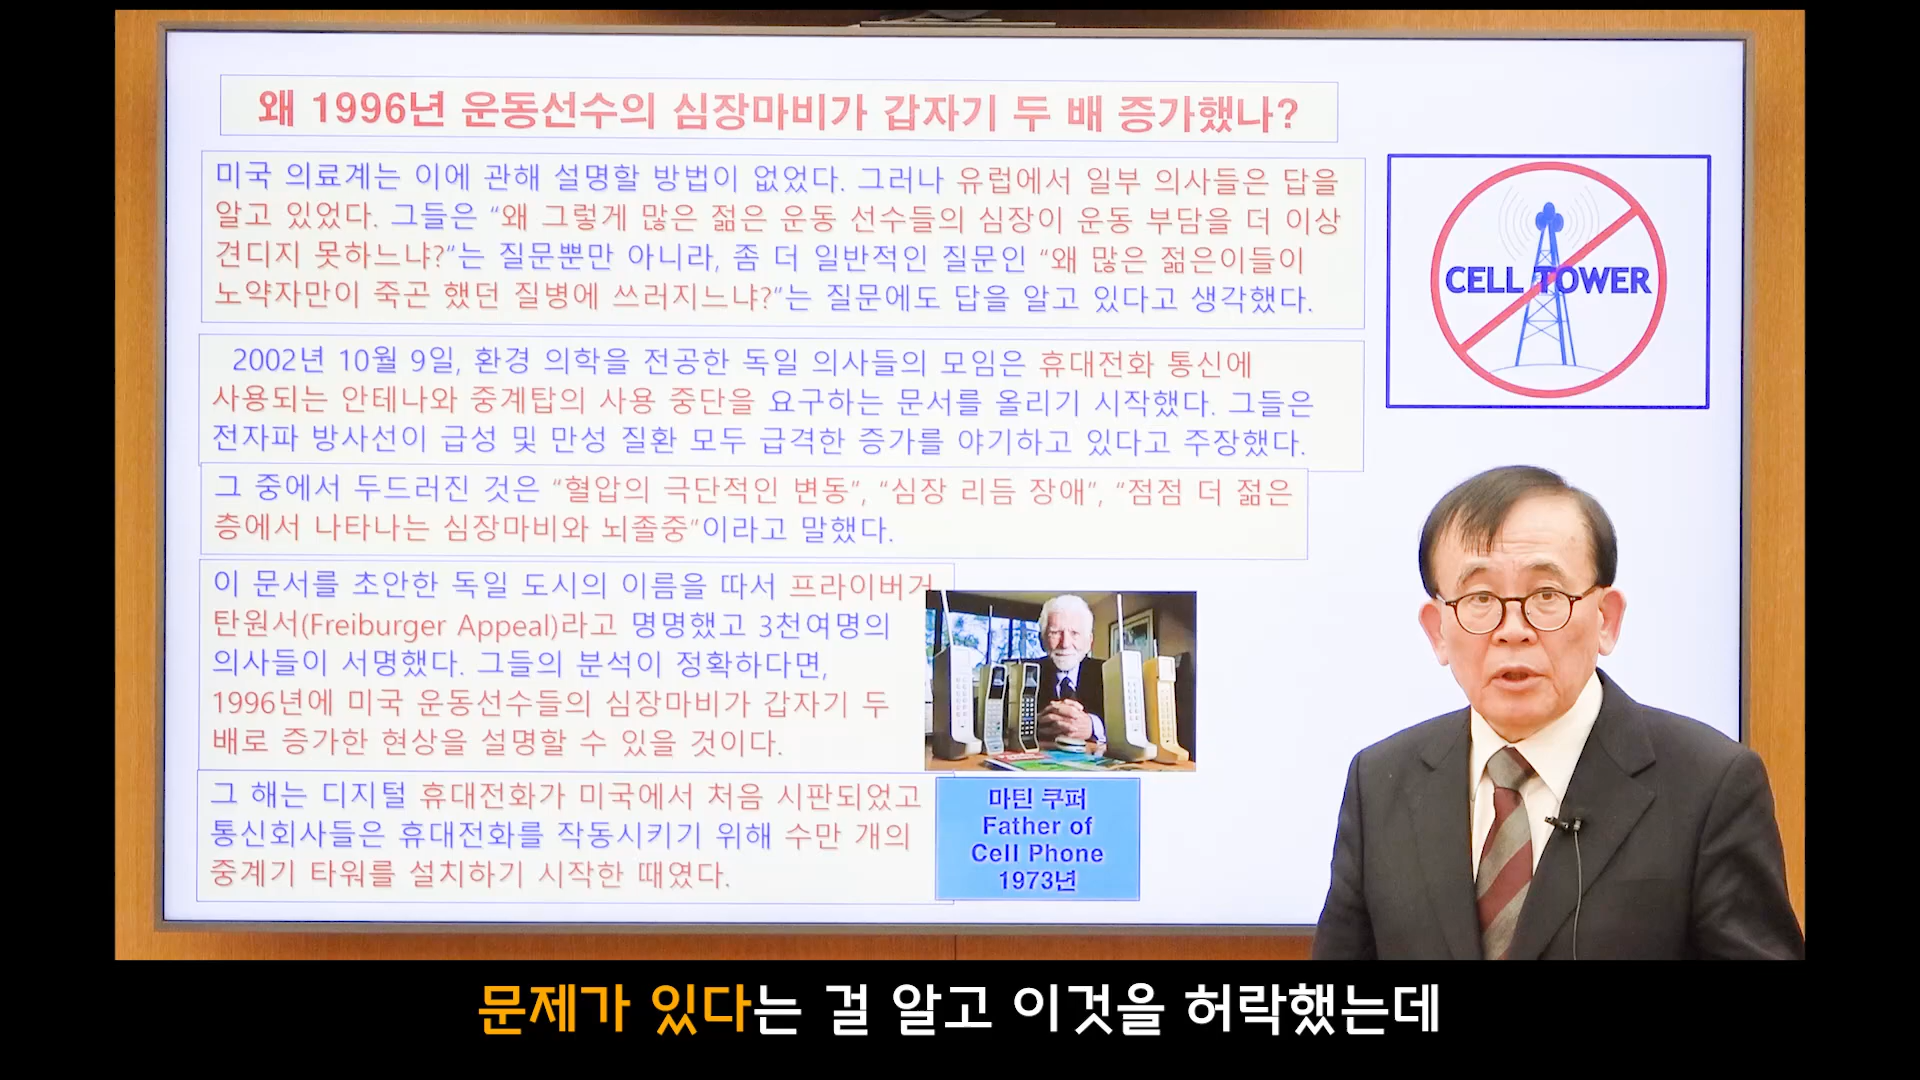 왜 1996년 운동선수의 심장마비가 갑자기 두 배 증가했나?
미국 의료계는 이에 관해 설명할 방법이 없었다. 그러나 유럽에서 일부 의사들은 답을
알고 있었다. 그들은 “왜 그렇게 많은 젊은 운동 선수들의 심장이 운동 부담을 더 이상
견디지 못하느냐?”는 질문뿐만 아니라, 좀 더 일반적인 질문인 “왜 많은 젊은이들이
노약자만이 죽곤 했던 질병에 쓰러지느냐?”는 질문에도 답을 알고 있다고 생각했다.
CELL TOWER
2002년 10월 9일, 환경 의학을 전공한 독일 의사들의 모임은 휴대전화 통신에
사용되는 안테나와 중계탑의 사용 중단을 요구하는 문서를 올리기 시작했다. 그들은
전자파 방사선이 급성 및 만성 질환 모두 급격한 증가를 야기하고 있다고 주장했다.
그 중에서 두드러진 것은 “혈압의 극단적인 변동”, “심장 리듬 장애”, “점점 더 젊은
층에서 나타나는 심장마비와 뇌졸중”이라고 말했다.
이 문서를 초안한 독일 도시의 이름을 따서 프라이버거
탄원서(Freiburger Appeal)라고 명명했고 3천여명의
의사들이 서명했다. 그들의 분석이 정확하다면,
1996년에 미국 운동선수들의 심장마비가 갑자기 두
배로 증가한 현상을 설명할 수 있을 것이다.
그 해는 디지털 휴대전화가 미국에서 처음 시판되었고
통신회사들은 휴대전화를 작동시키기 위해 수만 개의
중계기 타워를 설치하기 시작한 때였다.
마틴 쿠퍼
Father of
Cell Phone
1973년
문제가 있다는 걸 알고 이것을 허락했는데